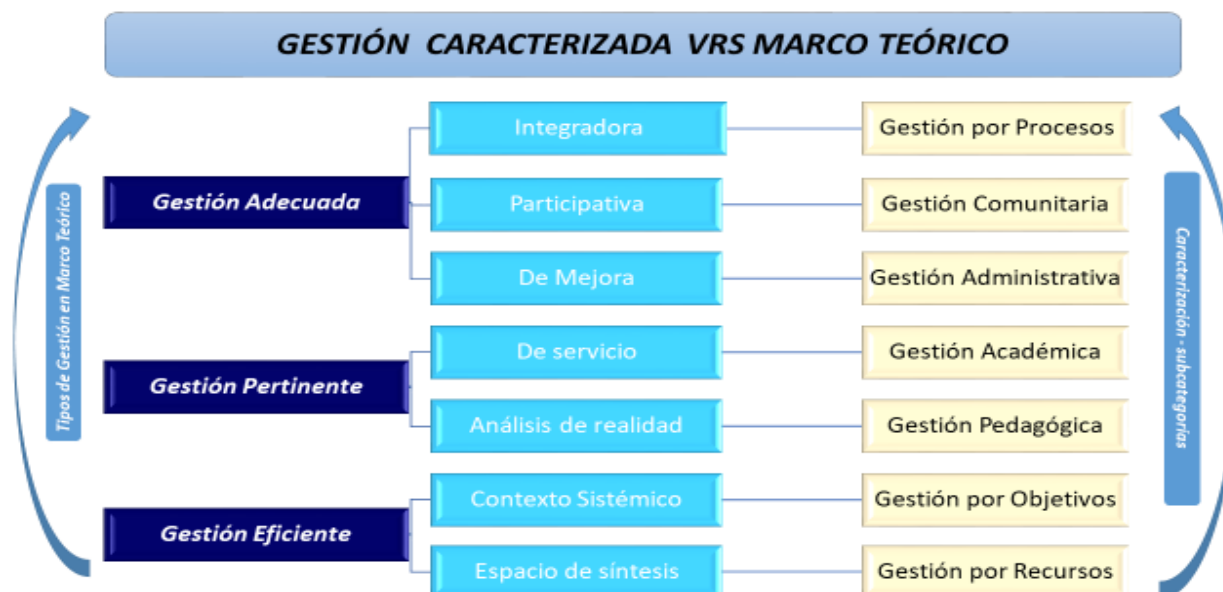 GESTIÓN CARACTERIZADA VRS MARCO TEÓRICO
Tipos de Gestión en Marco Teórico
Gestión Adecuada
Integradora
Gestión por Procesos
Participativa
Gestión Comunitaria
De Mejora
Gestión Administrativa
Gestión Pertinente
De servicio
Gestión Académica
Análisis de realidad
Gestión Pedagógica
Gestión Eficiente
Contexto Sistémico
Gestión por Objetivos
Espacio de síntesis
Gestión por Recursos
Caracterización - subcategorías